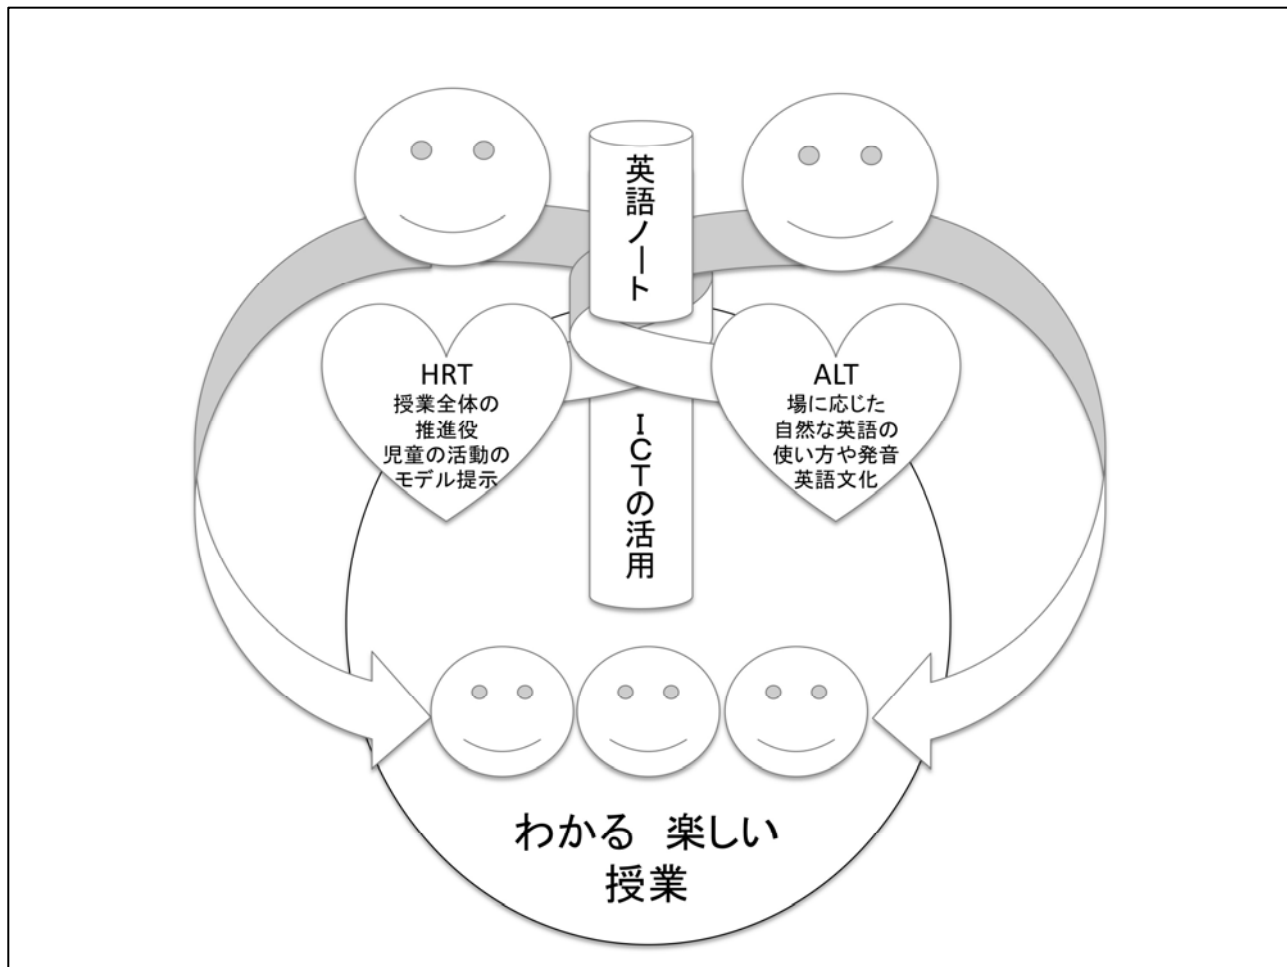 英語ノート
HRT
授業全体の
推進役
児童の活動の
モデル提示
ALT
場に応じた
自然な英語の
使い方や発音
英語文化
ICTの活用
わかる 楽しい
授業